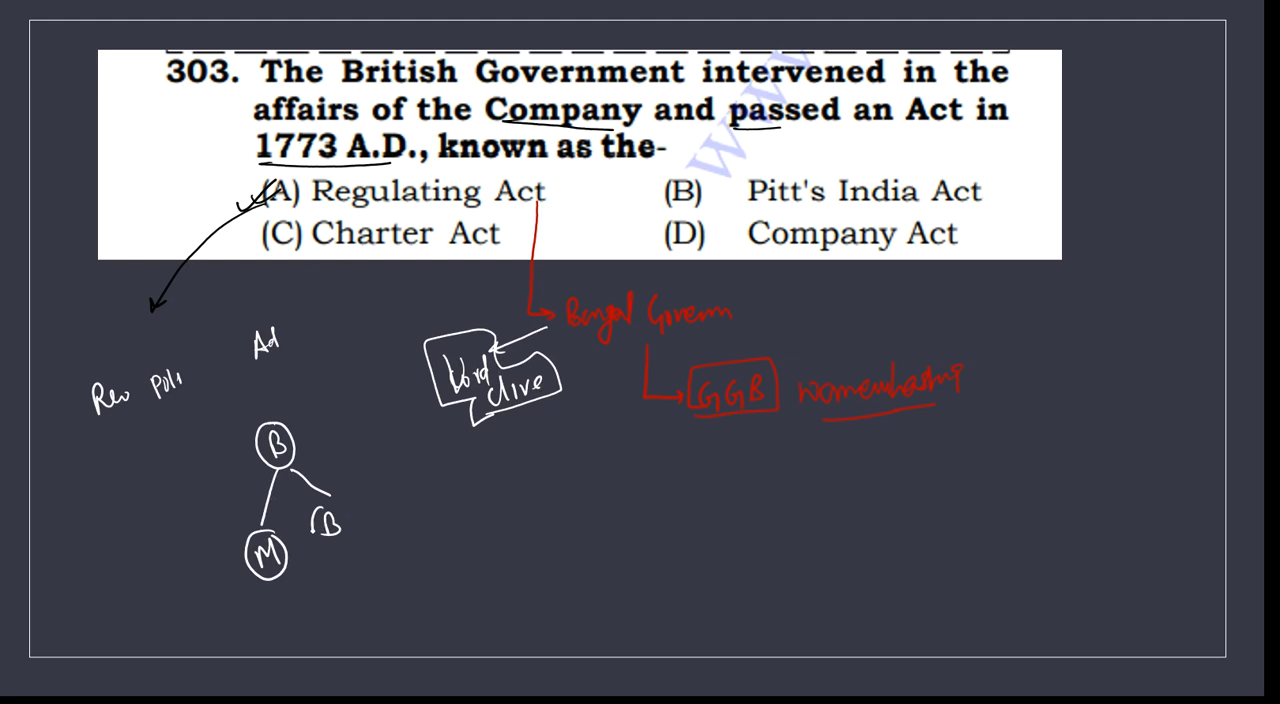 303. The British Government intervened in the
affairs of the Company and passed an Act in
1773 A.D., known as the-
(A) Regulating Act (B) Pitt's India Act
(C) Charter Act (D) Company Act
www
Bengal Govern
Ad
Lord
Clive
Rev Poli
GGB
B
B
M